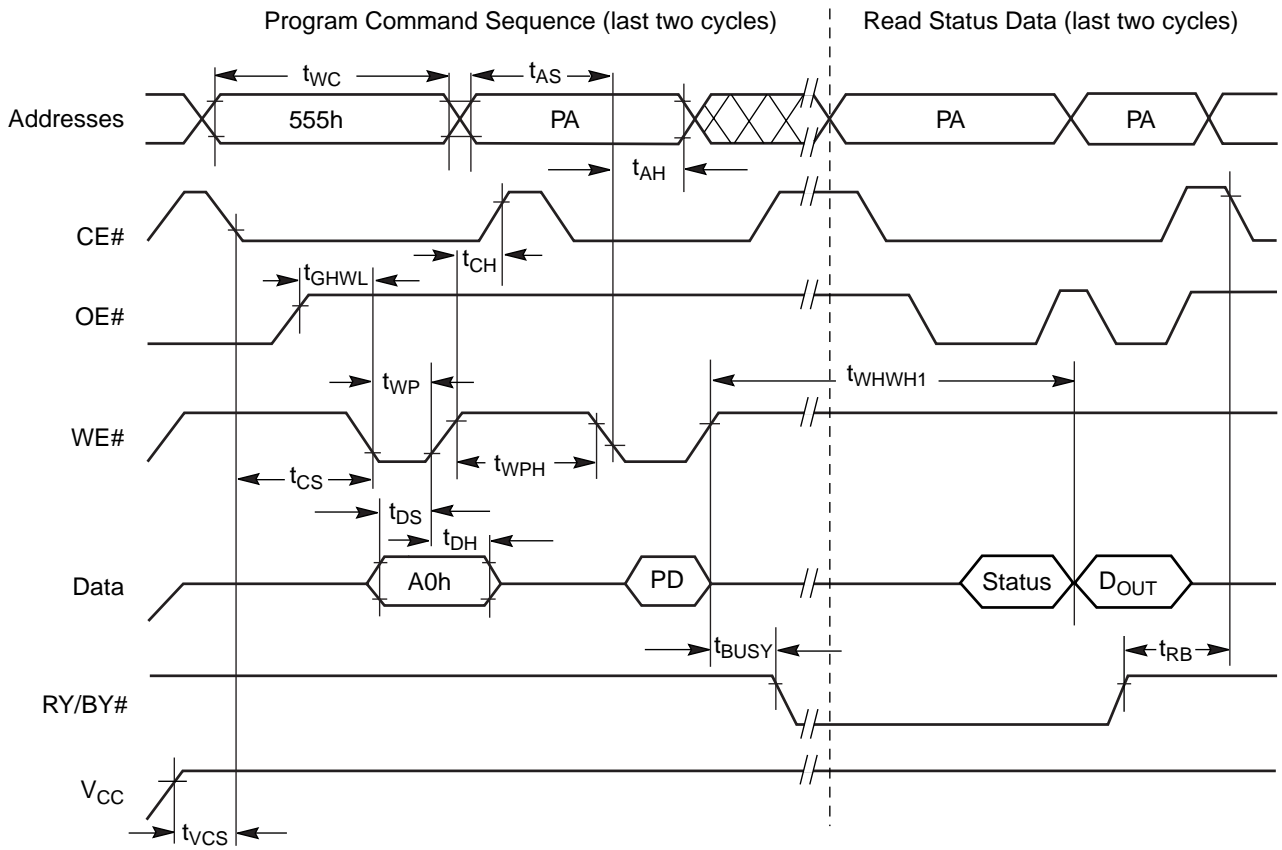 Program Command Sequence (last two cycles) Read Status Data (last two cycles)
tWC tAS
Addresses 555h PA PA PA
tAH
CE#
tCH
tGHWL
OE#
tWP tWHWH1
WE#
tWPH
tCS
tDS
tDH
Data A0h PD Status DOUT
tBUSY tRB
RY/BY#
VCC
tVCS